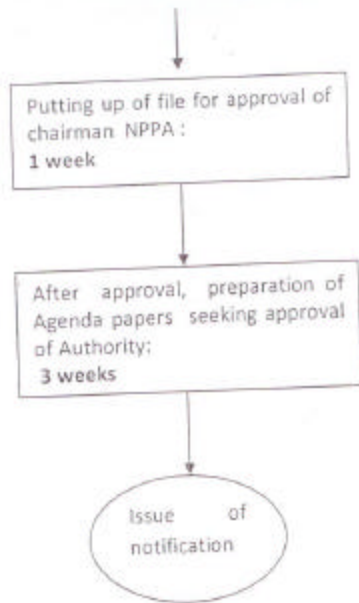 Putting up of file for approval of
chairman NPPA :
1 week
After approval, preparation of
Agenda papers seeking approval
of Authority:
3 weeks
Issue of
notification